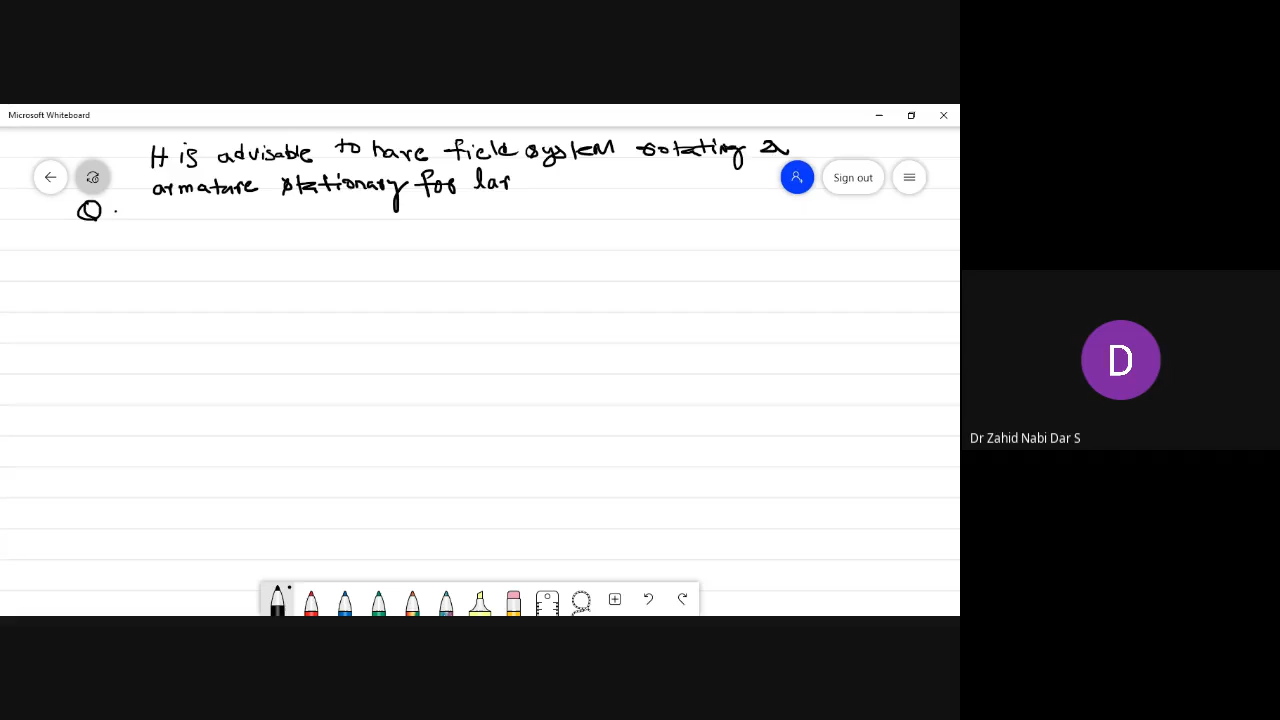 Microsoft Whiteboard
It is advisable to have field system rotating &
armature stationary for lar
Sign out
Q.
D
Dr Zahid Nabi Dar S